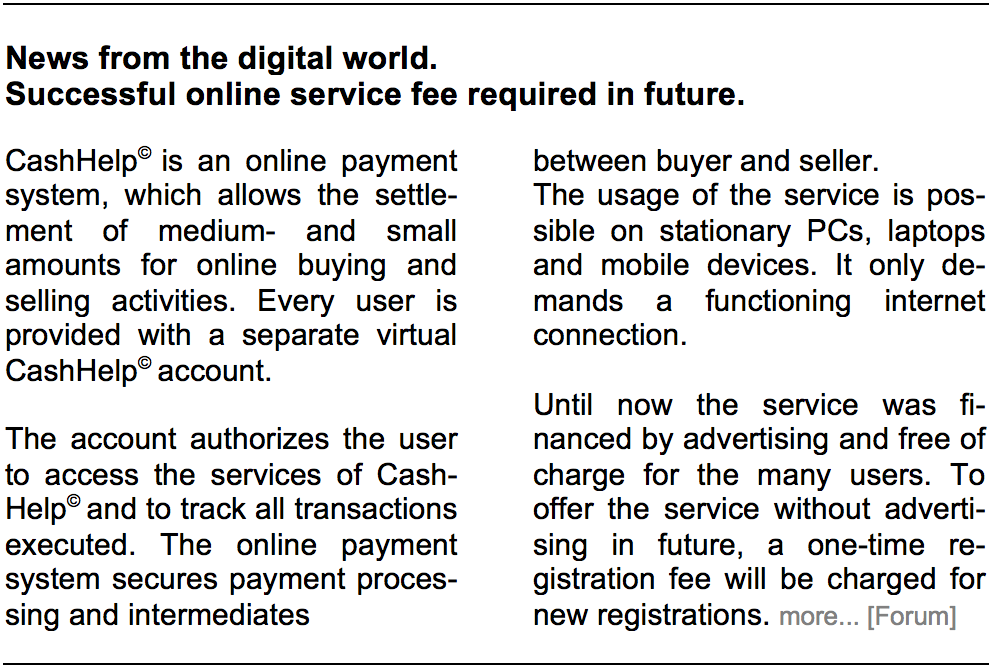 News from the digital world.
Successful online service fee required in future.
CashHelp© is an online payment
system, which allows the settle-
ment of medium- and small
amounts for online buying and
selling activities. Every user is
provided with a separate virtual
CashHelp© account.
The account authorizes the user
to access the services of Cash-
Help© and to track all transactions
executed. The online payment
system secures payment proces-
sing and intermediates
between buyer and seller.
The usage of the service is pos-
sible on stationary PCs, laptops
and mobile devices. It only de-
mands a functioning internet
connection.
Until now the service was fi-
nanced by advertising and free of
charge for the many users. To
offer the service without adverti-
sing in future, a one-time re-
gistration fee will be charged for
new registrations. more... [Forum]